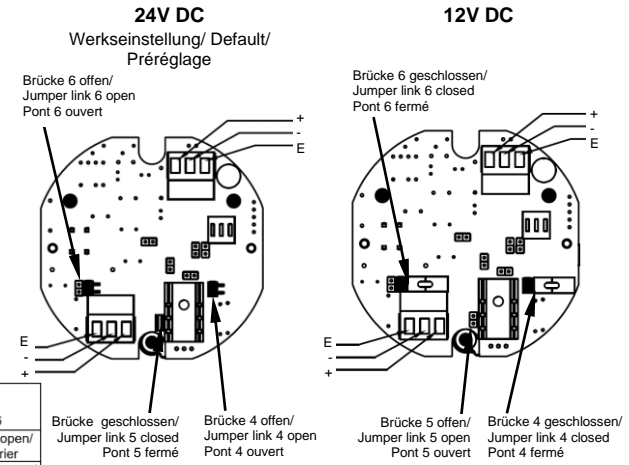 24V DC
Werkseinstellung/ Default/
Préréglage
Brücke 6 offen/
Jumper link 6 open
Pont 6 ouvert
+
-
E
E
-
+
Brücke geschlossen/
Jumper link 5 closed
Pont 5 fermé
Brücke 4 offen/
Jumper link 4 open
Pont 4 ouvert
12V DC
Brücke 6 geschlossen/
Jumper link 6 closed
Pont 6 fermé
+
-
E
E
-
+
Brücke 5 offen/
Jumper link 5 open
Pont 5 ouvert
Brücke 4 geschlossen/
Jumper link 4 closed
Pont 4 fermé
open/
rier